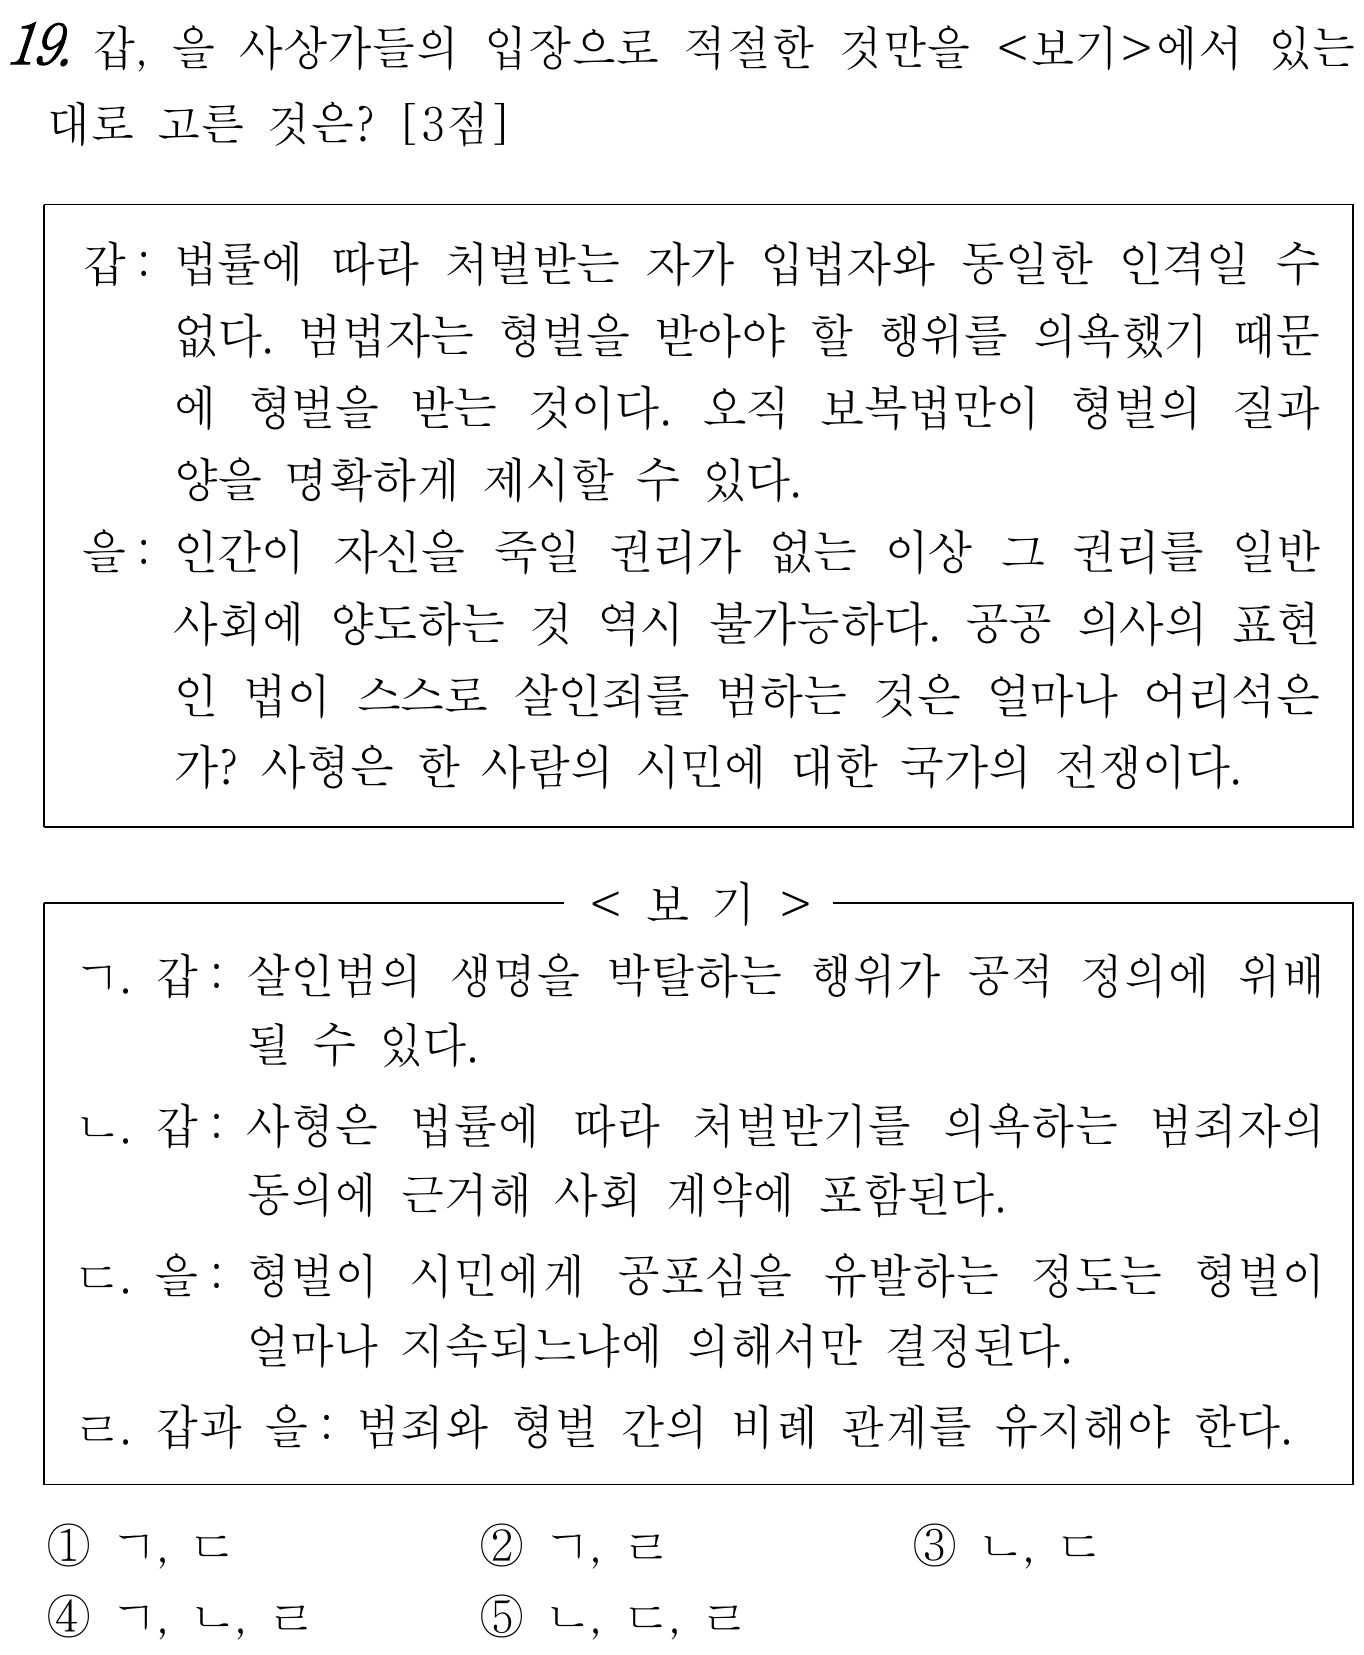 19. 갑, 을 사상가들의 입장으로 적절한 것만을 <보기>에서 있는
대로 고른 것은? [3점]
갑: 법률에 따라 처벌받는 자가 입법자와 동일한 인격일 수
없다. 범법자는 형벌을 받아야 할 행위를 의욕했기 때문
에 형벌을 받는 것이다. 오직 보복법만이 형벌의 질과
양을 명확하게 제시할 수 있다.
을: 인간이 자신을 죽일 권리가 없는 이상 그 권리를 일반
사회에 양도하는 것 역시 불가능하다. 공공 의사의 표현
인 법이 스스로 살인죄를 범하는 것은 얼마나 어리석은
가? 사형은 한 사람의 시민에 대한 국가의 전쟁이다.
< 보 기 >
ㄱ. 갑: 살인범의 생명을 박탈하는 행위가 공적 정의에 위배
될 수 있다.
ㄴ. 갑: 사형은 법률에 따라 처벌받기를 의욕하는 범죄자의
동의에 근거해 사회 계약에 포함된다.
ㄷ. 을: 형벌이 시민에게 공포심을 유발하는 정도는 형벌이
얼마나 지속되느냐에 의해서만 결정된다.
ㄹ. 갑과 을: 범죄와 형벌 간의 비례 관계를 유지해야 한다.
① ㄱ, ㄷ ② ㄱ, ㄹ ③ ㄴ, ㄷ
④ ㄱ, ㄴ, ㄹ ⑤ ㄴ, ㄷ, ㄹ